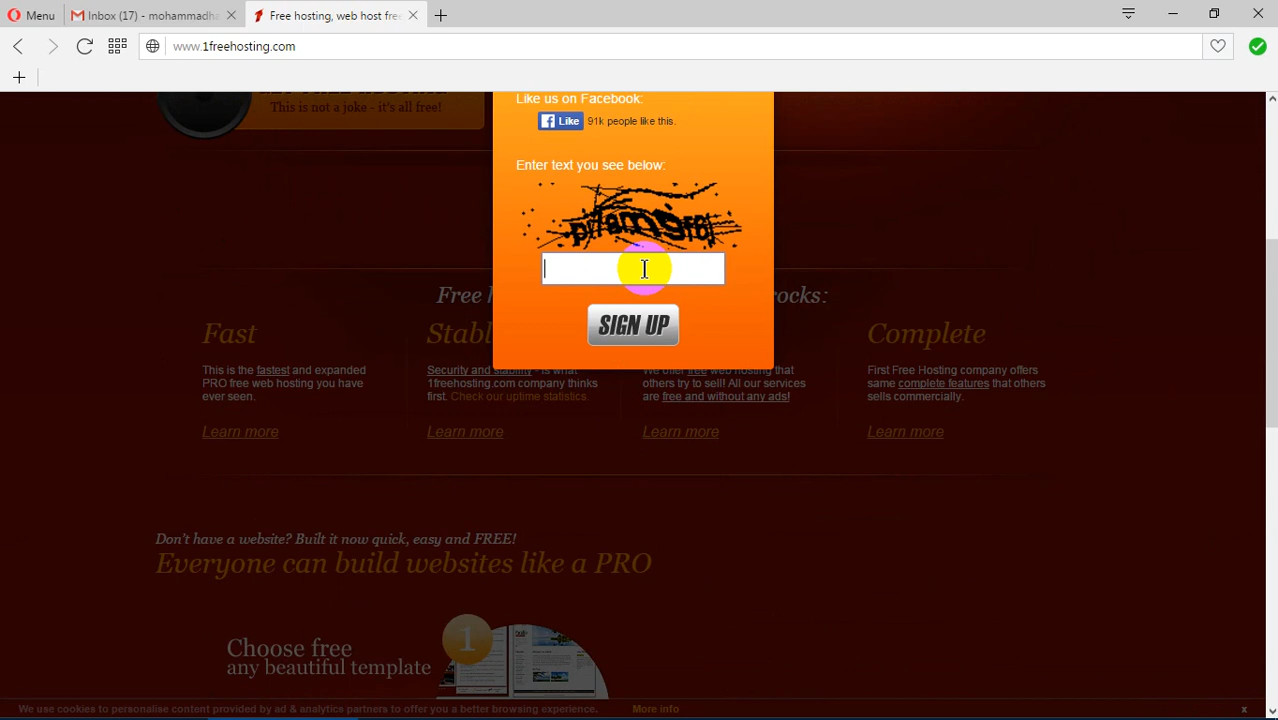 Menu
Inbox (17) - mohammadha
Free hosting, web host free
www.1freehosting.com
This is not a joke - it's all free!
Like us on Facebook:
Like
91k people like this.
Enter text you see below:
SIGN UP
Free h
rocks:
Fast
This is the fastest and expanded
PRO free web hosting you have
ever seen.
Learn more
Stabl
Security and stability - is what
1freehosting.com company thinks
first. Check our uptime statistics.
Learn more
We offer free web hosting that
others try to sell! All our services
are free and without any ads!
Learn more
Complete
First Free Hosting company offers
same complete features that others
sells commercially.
Learn more
Don't have a website? Built it now quick, easy and FREE!
Everyone can build websites like a PRO
1
Choose free
any beautiful template
We use cookies to personalise content provided by ad & analytics partners to offer you a better browsing experience.
More info
x